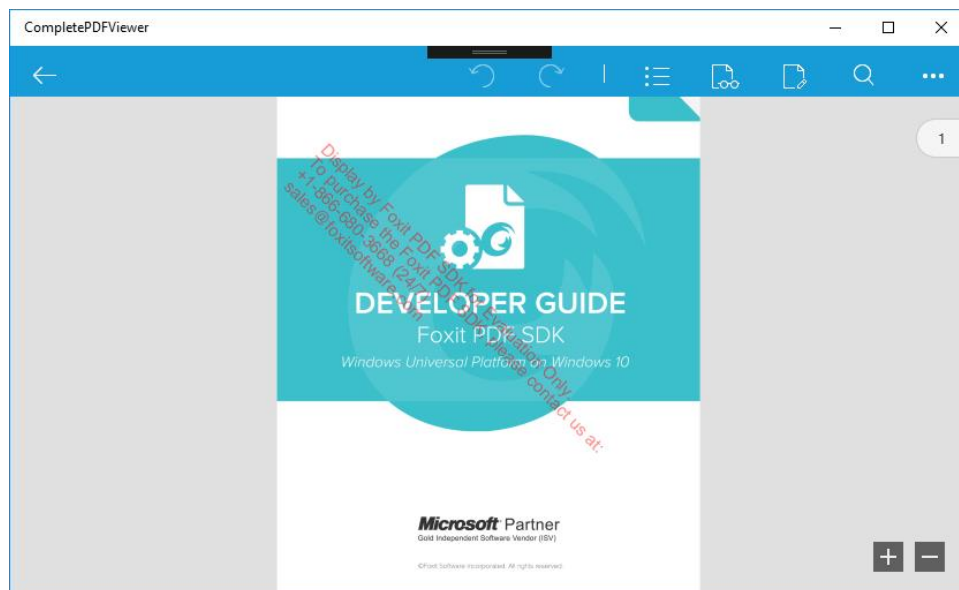 CompletePDFViewer
1
Display by Foxit PDF SDK for Evaluation Only.
To purchase the Foxit PDF SDK, please contact us at:
+1-866-680-3668 (24/7)
sales@foxitsoftware.com
DEVELOPER GUIDE
Foxit PDF SDK
Windows Universal Platform on Windows 10
Microsoft Partner
Gold Independent Software Vendor (ISV)
©Foxit Software Incorporated. All rights reserved.